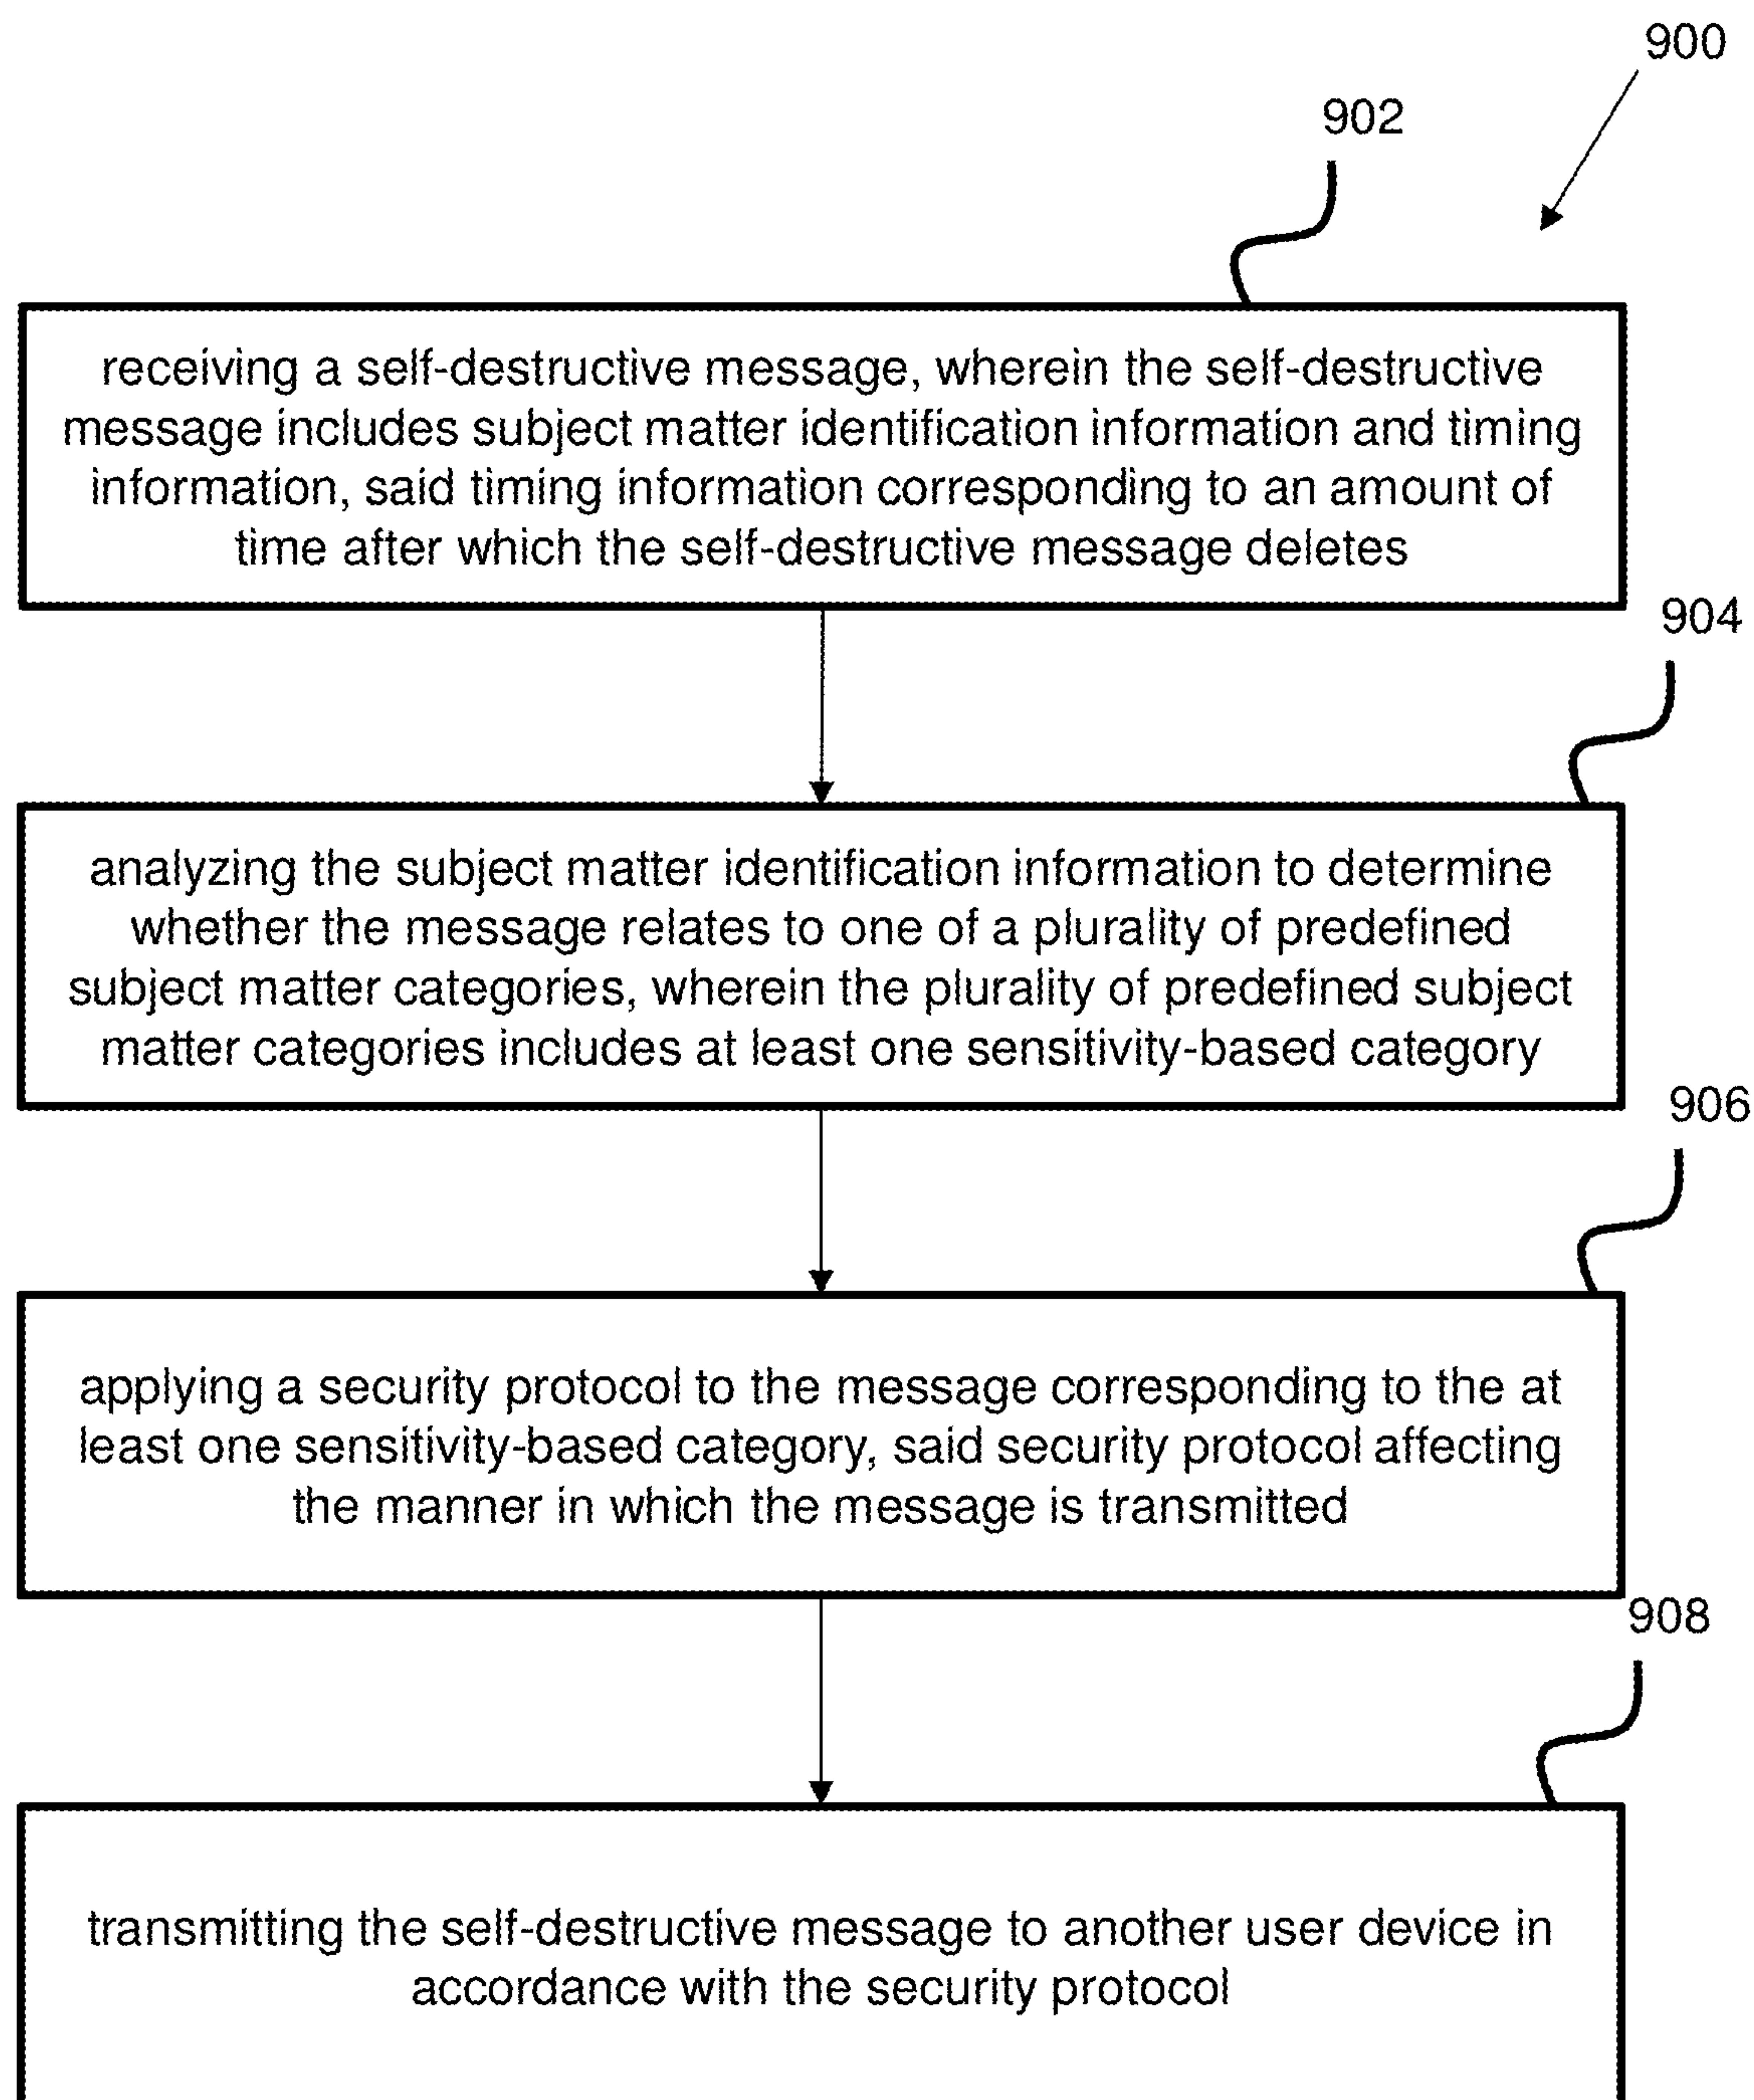 900
902
receiving a self-destructive message, wherein the self-destructive
message includes subject matter identification information and timing
information, said timing information corresponding to an amount of
time after which the self-destructive message deletes
904
analyzing the subject matter identification information to determine
whether the message relates to one of a plurality of predefined
subject matter categories, wherein the plurality of predefined subject
matter categories includes at least one sensitivity-based category
906
applying a security protocol to the message corresponding to the at
least one sensitivity-based category, said security protocol affecting
the manner in which the message is transmitted
908
transmitting the self-destructive message to another user device in
accordance with the security protocol